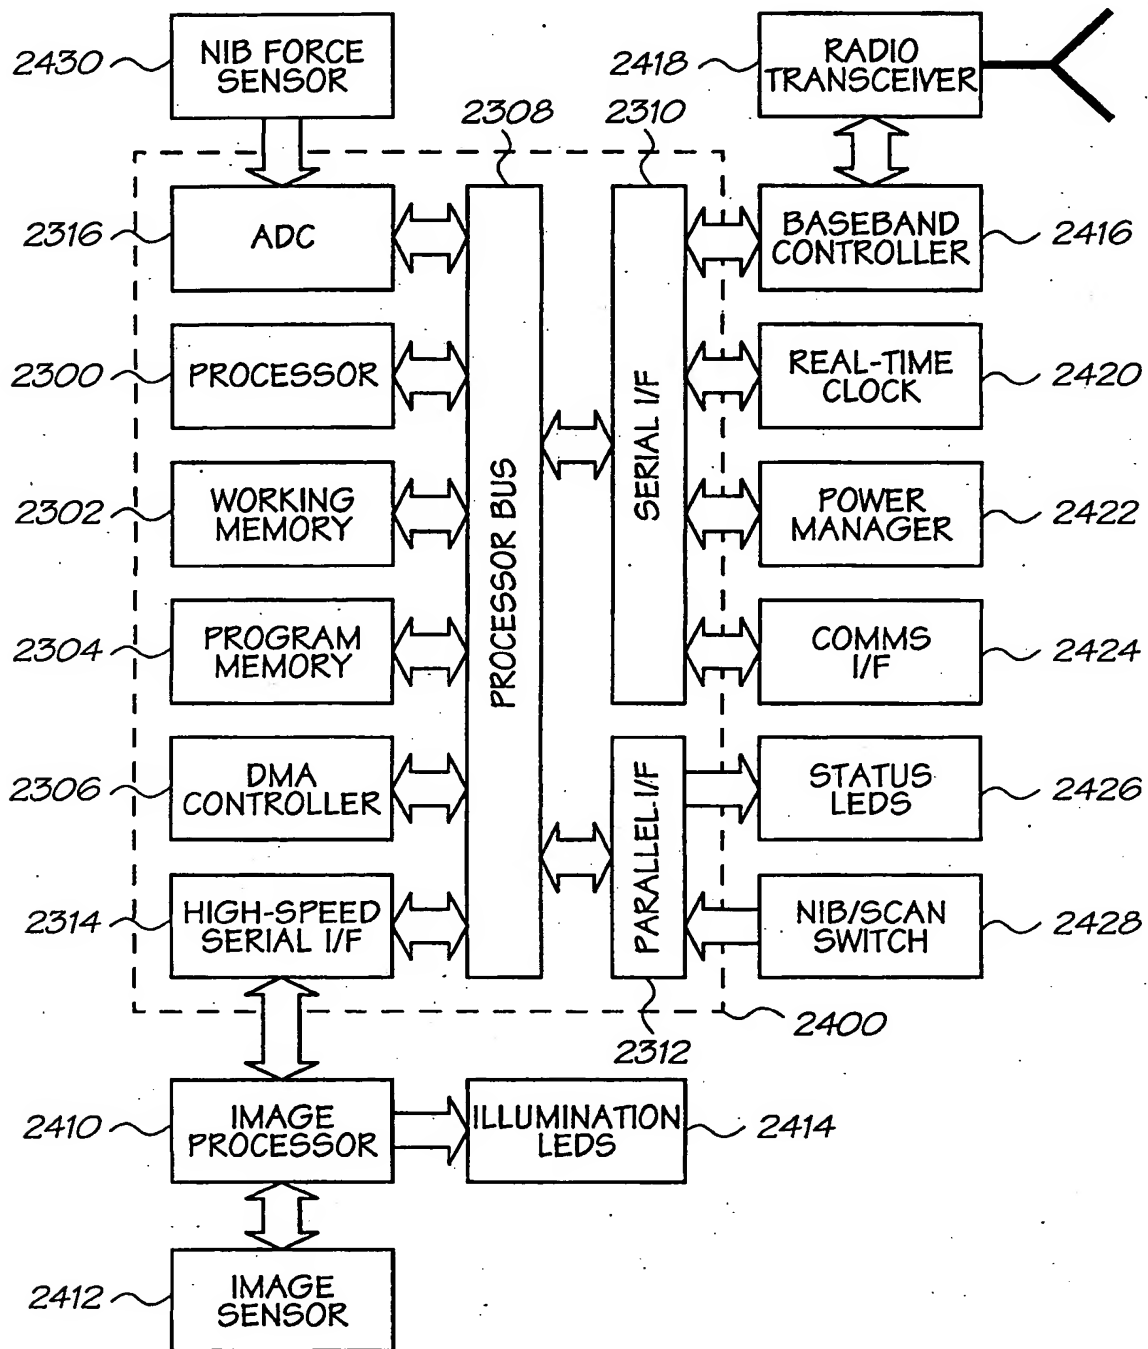 2430
NIB FORCE
SENSOR
2418
RADIO
TRANSCEIVER
2308
2310
2316
ADC
BASEBAND
CONTROLLER
2416
2300
PROCESSOR
REAL-TIME
CLOCK
2420
2302
WORKING
MEMORY
PROCESSOR BUS
SERIAL I/F
POWER
MANAGER
2422
2304
PROGRAM
MEMORY
COMMS
I/F
2424
2306
DMA
CONTROLLER
PARALLEL I/F
STATUS
LEDS
2426
2314
HIGH-SPEED
SERIAL I/F
NIB/SCAN
SWITCH
2428
2400
2312
2410
IMAGE
PROCESSOR
ILLUMINATION
LEDS
2414
2412
IMAGE
SENSOR